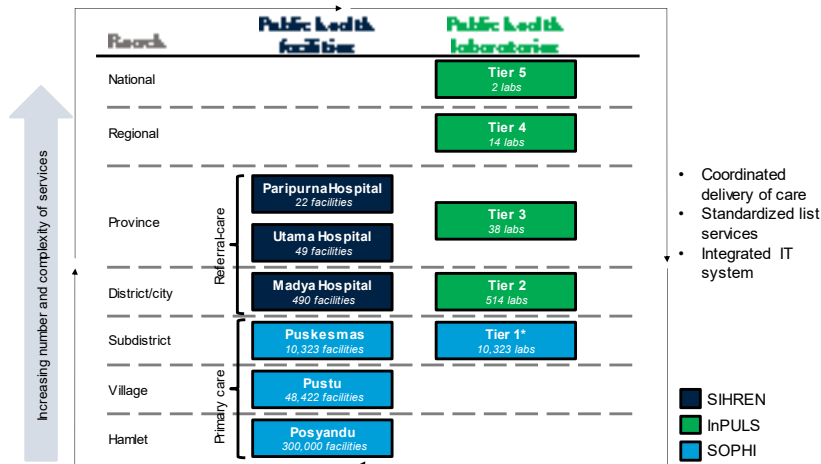 Public health
facilities
Public health
laboratories
Reach
National
Tier 5
2 labs
Regional
Tier 4
14 labs
Province
Paripurna Hospital
22 facilities
Utama Hospital
49 facilities
Tier 3
38 labs
District/city
Madya Hospital
490 facilities
Tier 2
514 labs
Subdistrict
Puskesmas
10,323 facilities
Tier 1*
10,323 labs
Village
Pustu
48,422 facilities
Hamlet
Posyandu
300,000 facilities
Increasing number and complexity of services
Referral-care
Primary care
• Coordinated
delivery of care
• Standardized list
services
• Integrated IT
system
SIHREN
InPULS
SOPHI